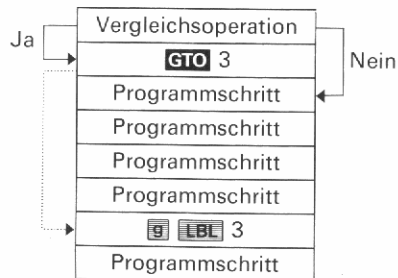 Vergleichsoperation
Ja
GTO 3
Nein
Programmschritt
Programmschritt
Programmschritt
Programmschritt
g LBL 3
Programmschritt